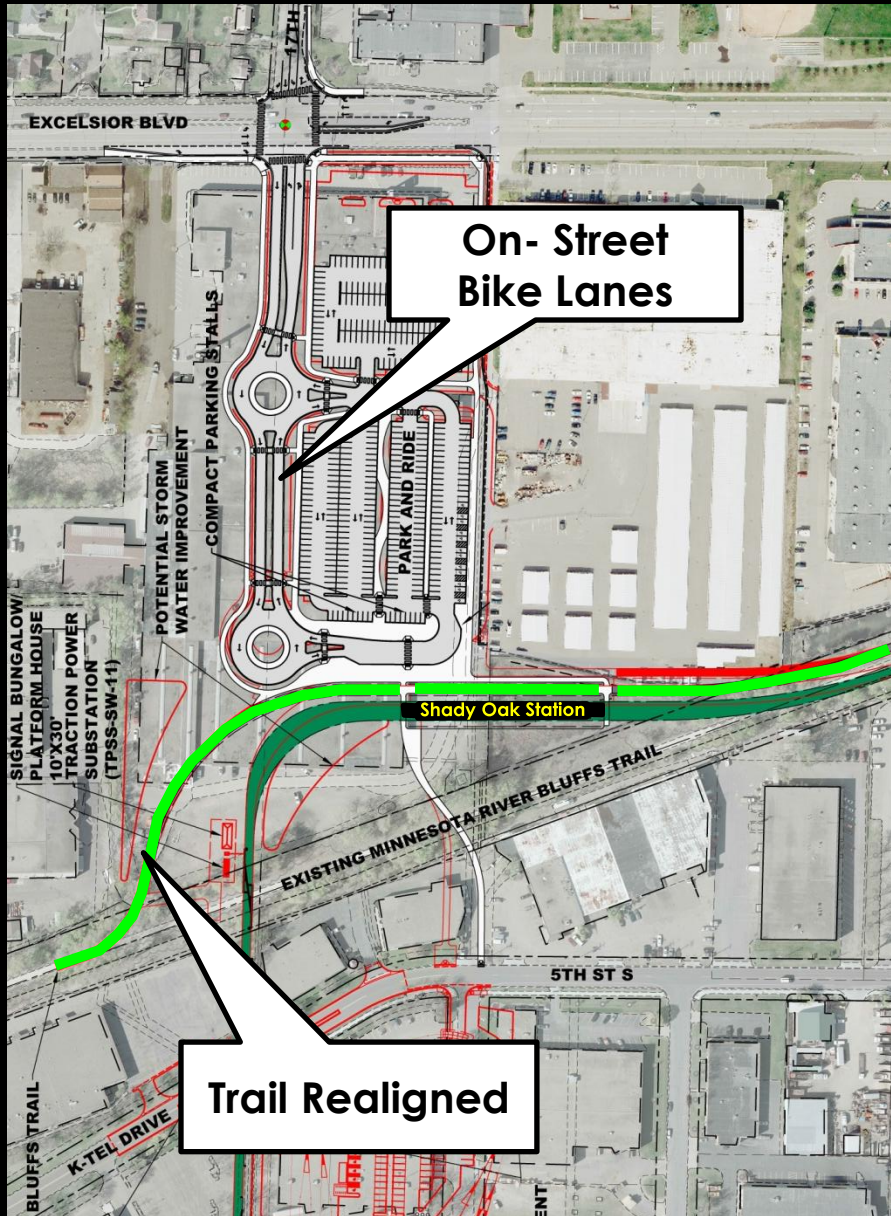 17TH
EXCELSIOR BLVD
On- Street
Bike Lanes
COMPACT PARKING STALLS
POTENTIAL STORM
WATER IMPROVEMENT
PARK AND RIDE
SIGNAL BUNGALOW/
PLATFORM HOUSE
10'X30'
TRACTION POWER
SUBSTATION
(TPSS-SW-11)
Shady Oak Station
EXISTING MINNESOTA RIVER BLUFFS TRAIL
5TH ST S
Trail Realigned
K-TEL DRIVE
BLUFFS TRAIL
ENT